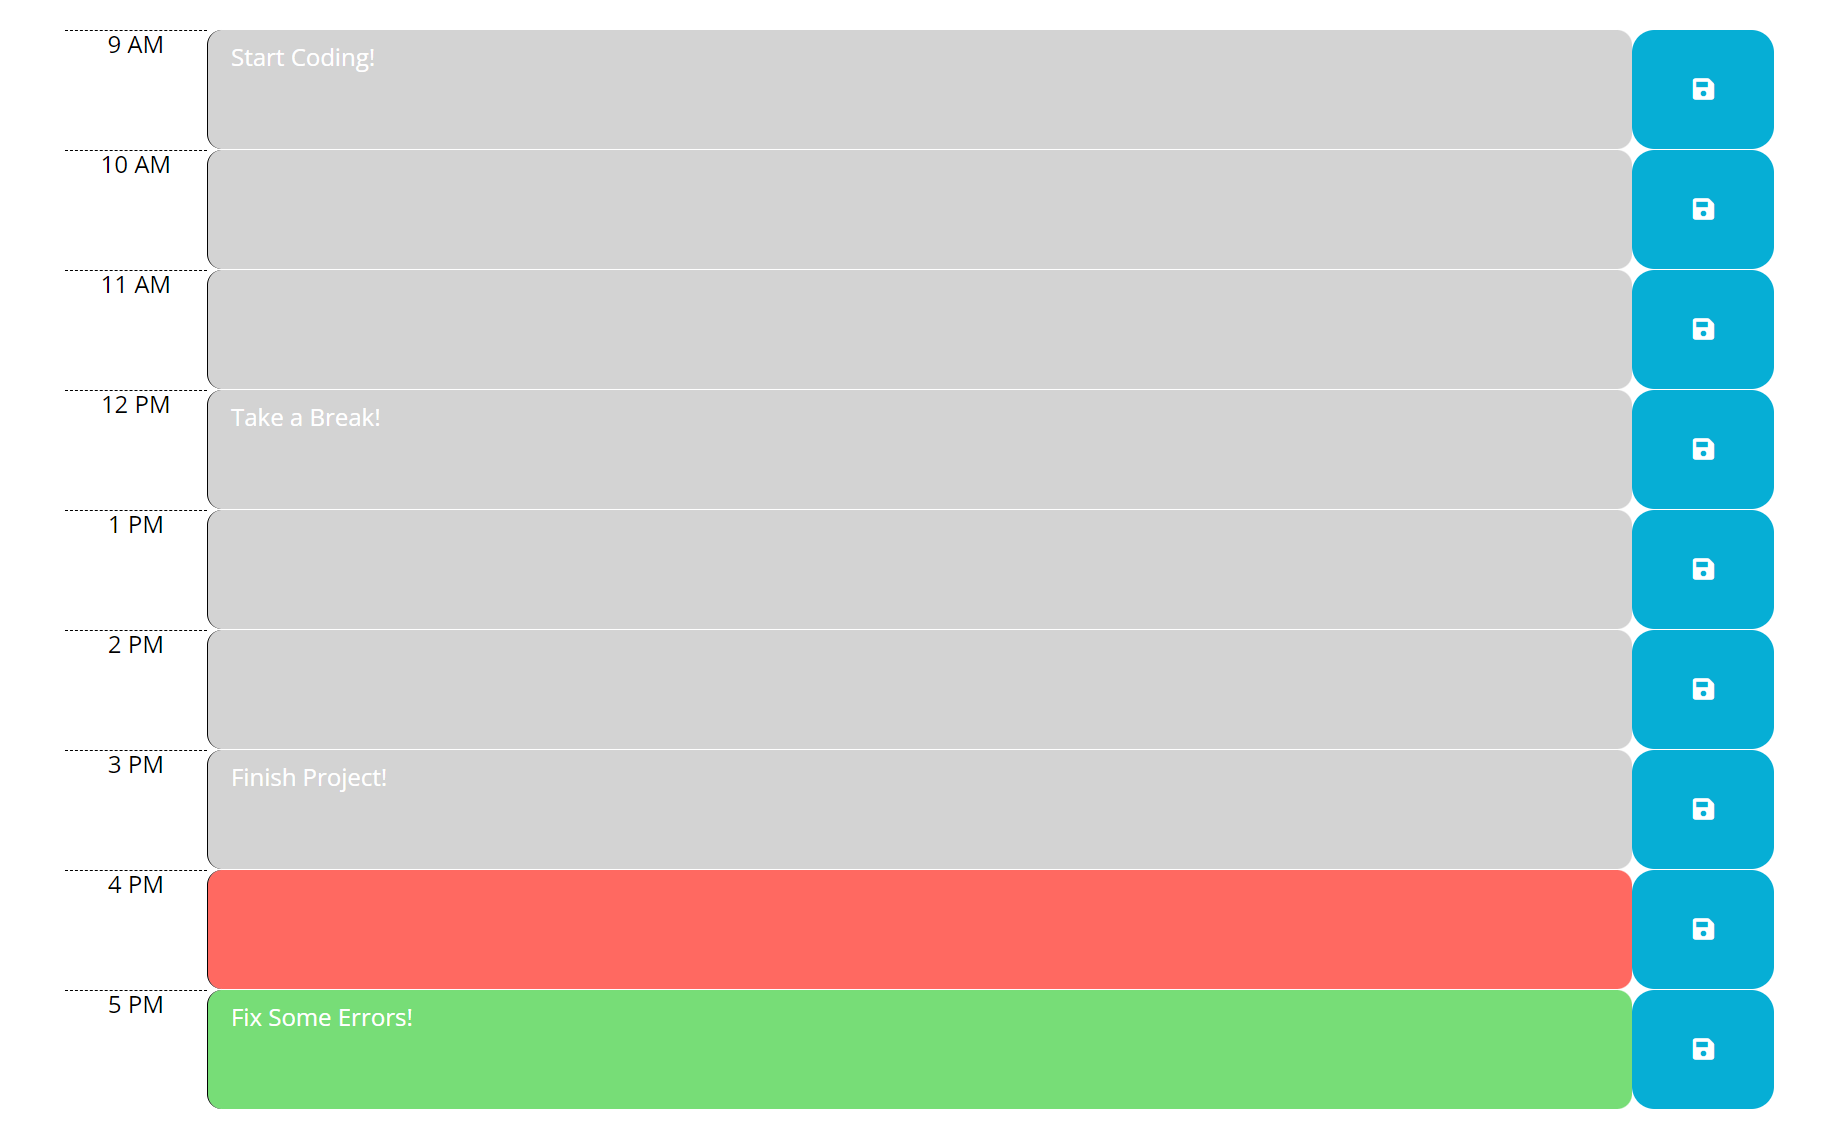 9 AM
Start Coding!
10 AM
11 AM
12 PM
Take a Break!
1 PM
2 PM
3 PM
Finish Project!
4 PM
5 PM
Fix Some Errors!